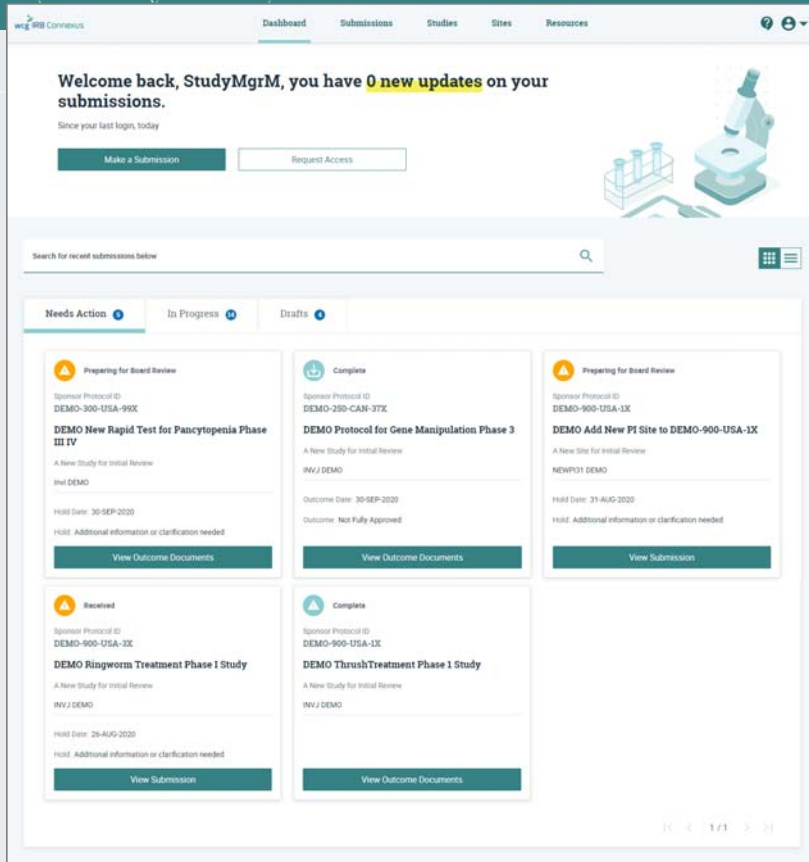 wcg IRB Connexus
Dashboard Submissions Studies Sites Resources
Welcome back, StudyMgrM, you have 0 new updates on your
submissions.
Since your last login, today
Make a Submission Request Access
Search for recent submissions below
Needs Action 5 In Progress 14 Drafts 4
Preparing for Board Review
Sponsor Protocol ID
DEMO-300-USA-99X
DEMO New Rapid Test for Pancytopenia Phase
III IV
A New Study for Initial Review
Invl DEMO
Hold Date: 30-SEP-2020
Hold: Additional information or clarification needed
View Outcome Documents
Complete
Sponsor Protocol ID
DEMO-250-CAN-37X
DEMO Protocol for Gene Manipulation Phase 3
A New Study for Initial Review
INVJ DEMO
Outcome Date: 30-SEP-2020
Outcome: Not Fully Approved
View Outcome Documents
Preparing for Board Review
Sponsor Protocol ID
DEMO-900-USA-1X
DEMO Add New PI Site to DEMO-900-USA-1X
A New Site for Initial Review
NEWPI31 DEMO
Hold Date: 31-AUG-2020
Hold: Additional information or clarification needed
View Submission
Received
Sponsor Protocol ID
DEMO-900-USA-3X
DEMO Ringworm Treatment Phase I Study
A New Study for Initial Review
INVJ DEMO
Hold Date: 26-AUG-2020
Hold: Additional information or clarification needed
View Submission
Complete
Sponsor Protocol ID
DEMO-900-USA-1X
DEMO ThrushTreatment Phase 1 Study
A New Study for Initial Review
INVJ DEMO
View Outcome Documents
1 / 1